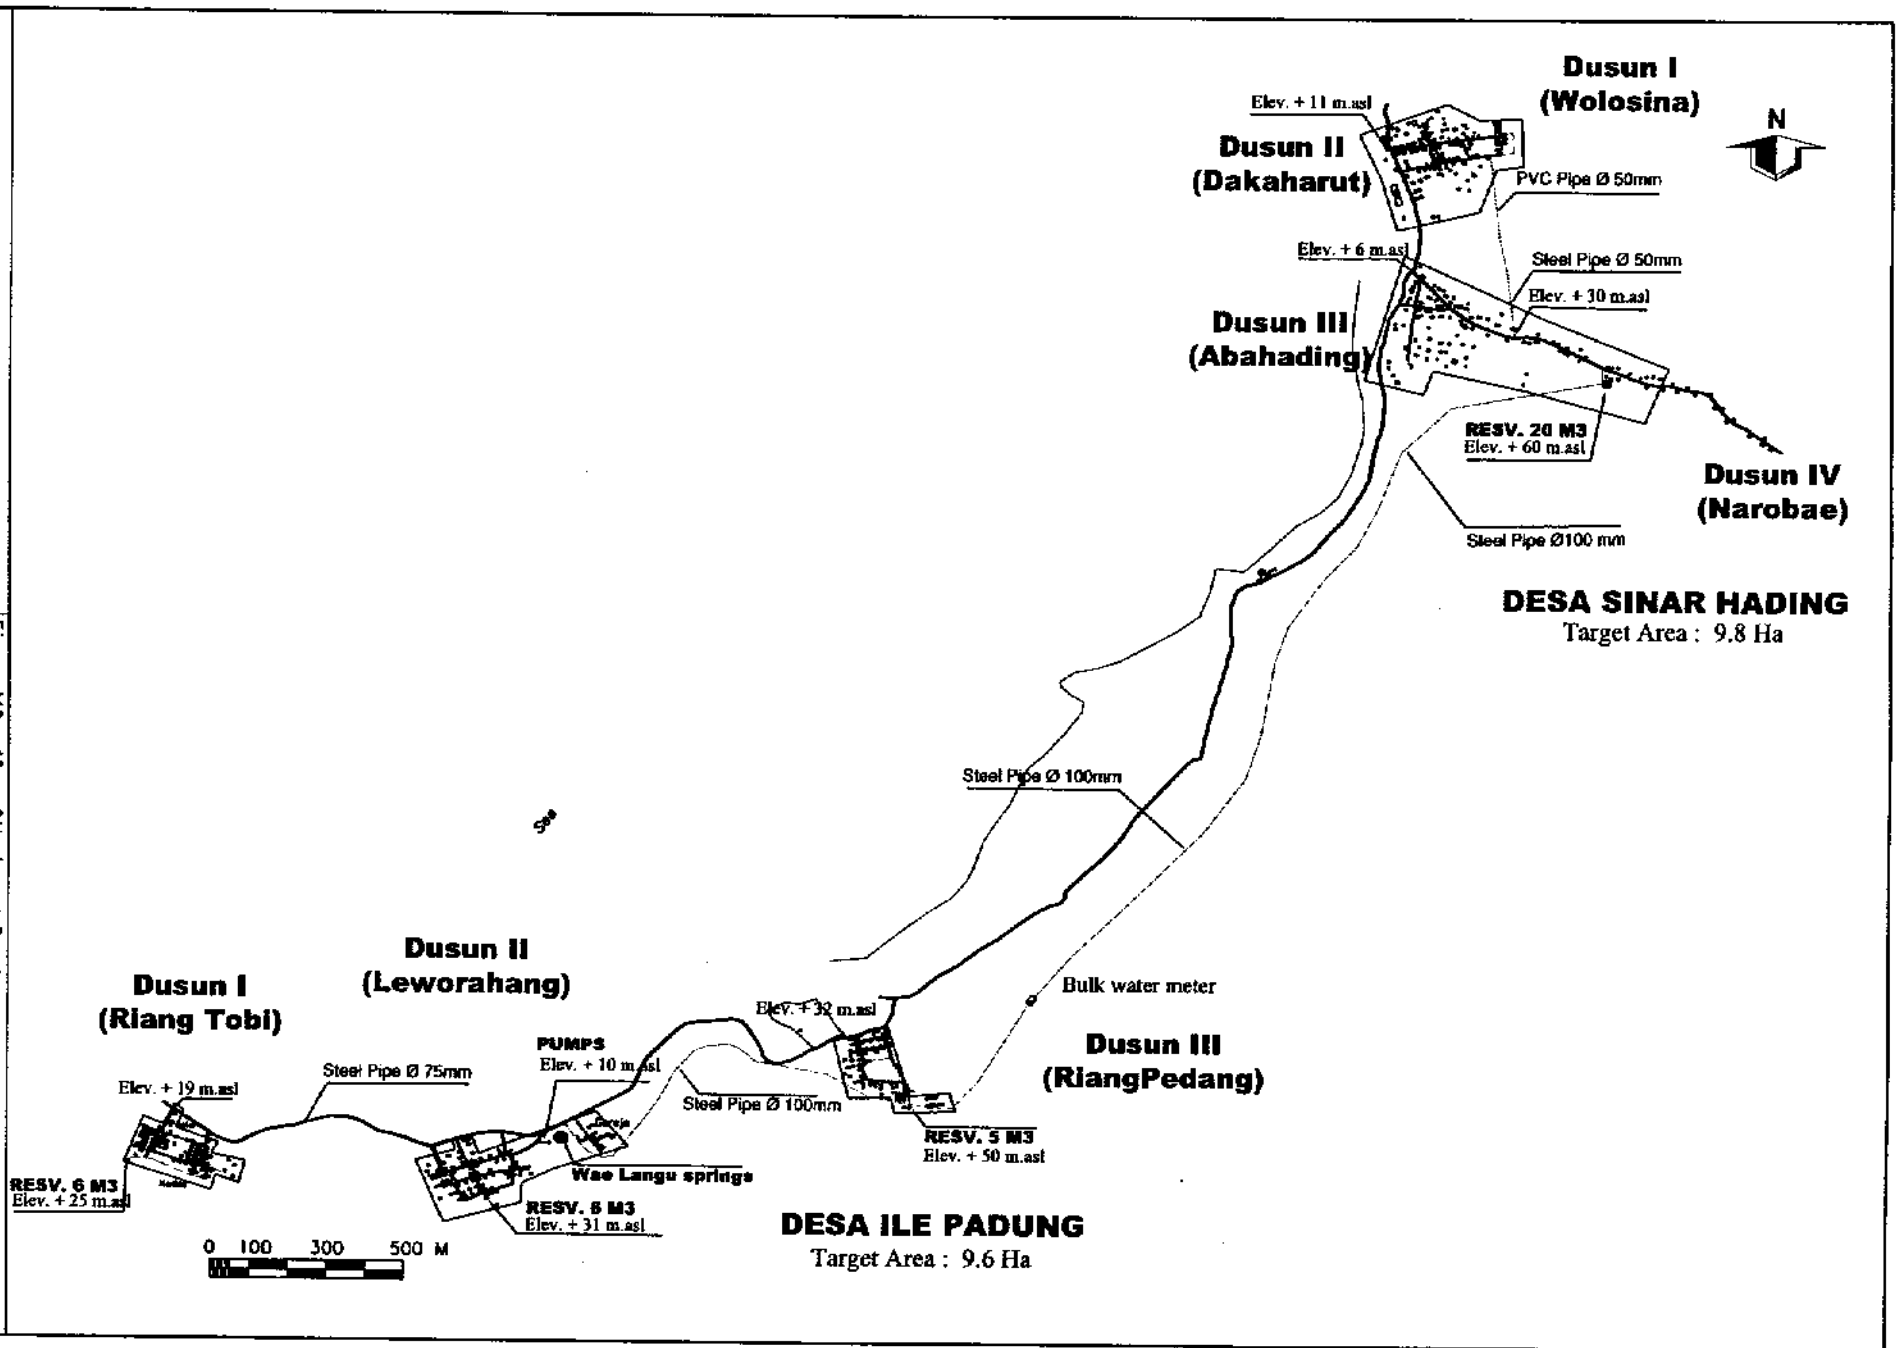 Dusun I
(Wolosina)
N
Elev. + 11 m.asl
Dusun II
(Dakaharut)
PVC Pipe Ø 50mm
Elev. + 6 m.asl
Steel Pipe Ø 50mm
Elev. + 30 m.asl
Dusun III
(Abahading)
RESV. 20 M3
Elev. + 60 m.asl
Dusun IV
(Narobae)
Steel Pipe Ø100 mm
DESA SINAR HADING
Target Area : 9.8 Ha
Steel Pipe Ø 100mm
Sea
Dusun II
(Leworahang)
Dusun I
(Riang Tobi)
Bulk water meter
Elev. + 32 m.asl
Dusun III
(RiangPedang)
PUMPS
Elev. + 10 m.asl
Steel Pipe Ø 75mm
Elev. + 19 m.asl
Steel Pipe Ø 100mm
Gereja
RESV. 5 M3
Elev. + 50 m.asl
Wae Langu springs
RESV. 6 M3
Elev. + 25 m.asl
RESV. 6 M3
Elev. + 31 m.asl
DESA ILE PADUNG
Target Area : 9.6 Ha
0 100 300 500 M